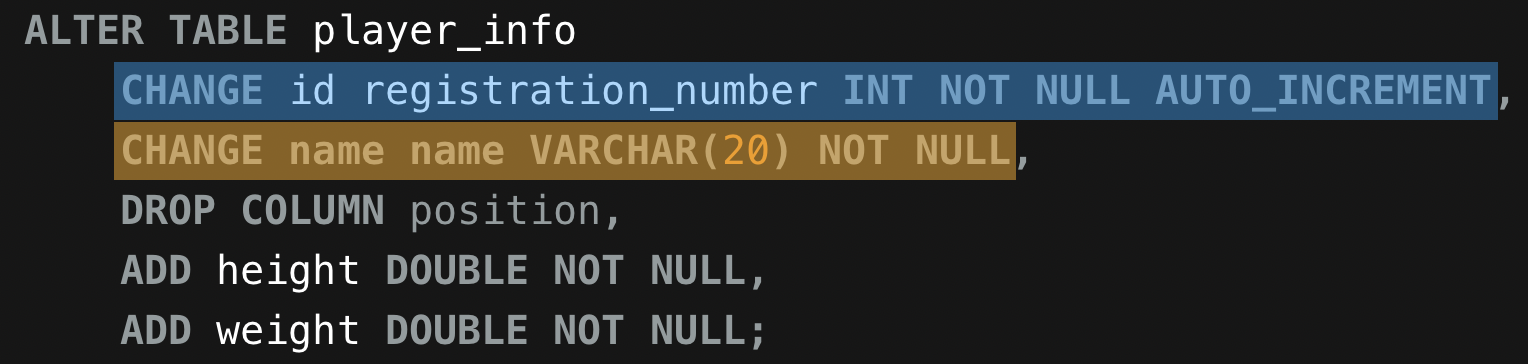 ALTER TABLE player_info
CHANGE id registration_number INT NOT NULL AUTO_INCREMENT,
CHANGE name name VARCHAR(20) NOT NULL,
DROP COLUMN position,
ADD height DOUBLE NOT NULL,
ADD weight DOUBLE NOT NULL;